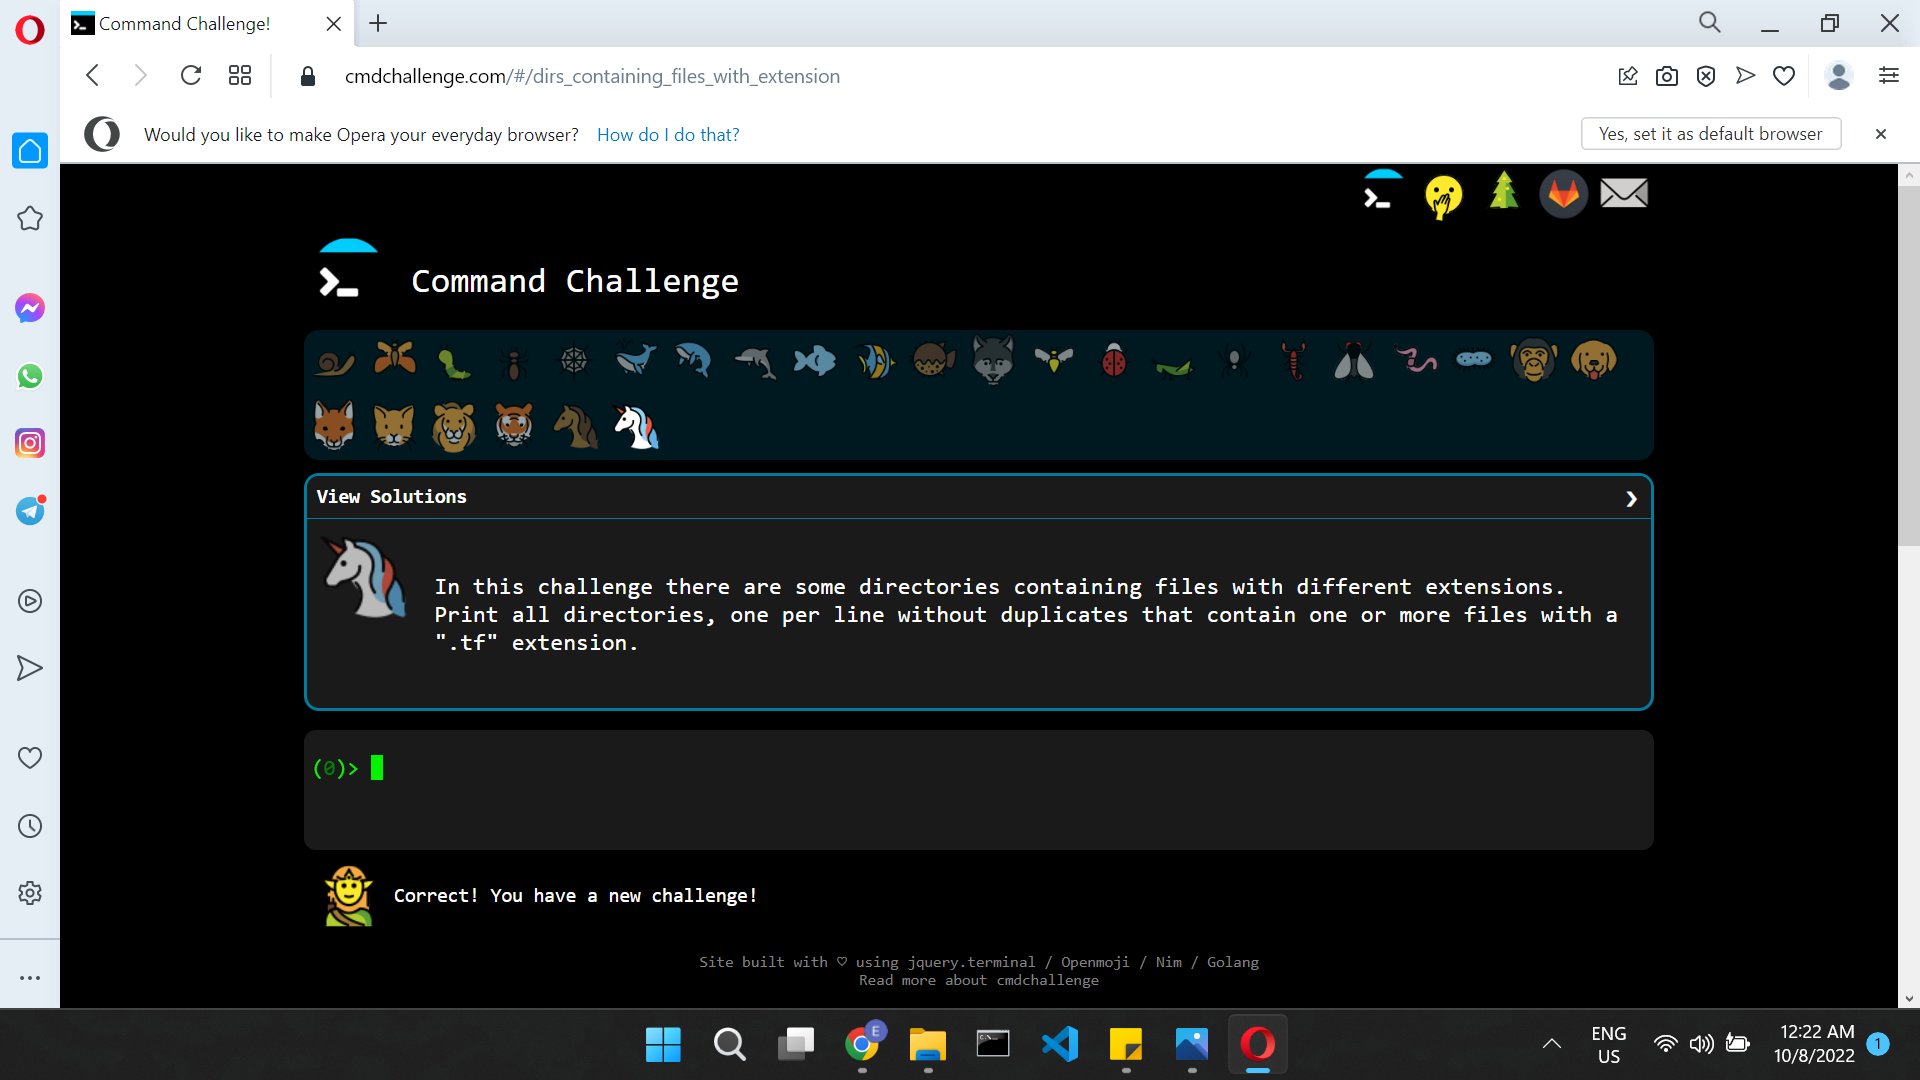 Command Challenge!
cmdchallenge.com/#/dirs_containing_files_with_extension
Would you like to make Opera your everyday browser? How do I do that? Yes, set it as default browser
Command Challenge
View Solutions
In this challenge there are some directories containing files with different extensions.
Print all directories, one per line without duplicates that contain one or more files with a
".tf" extension.
(0)>
Correct! You have a new challenge!
Site built with ♡ using jquery.terminal / Openmoji / Nim / Golang
Read more about cmdchallenge
E
ENG
US
12:22 AM
10/8/2022
1